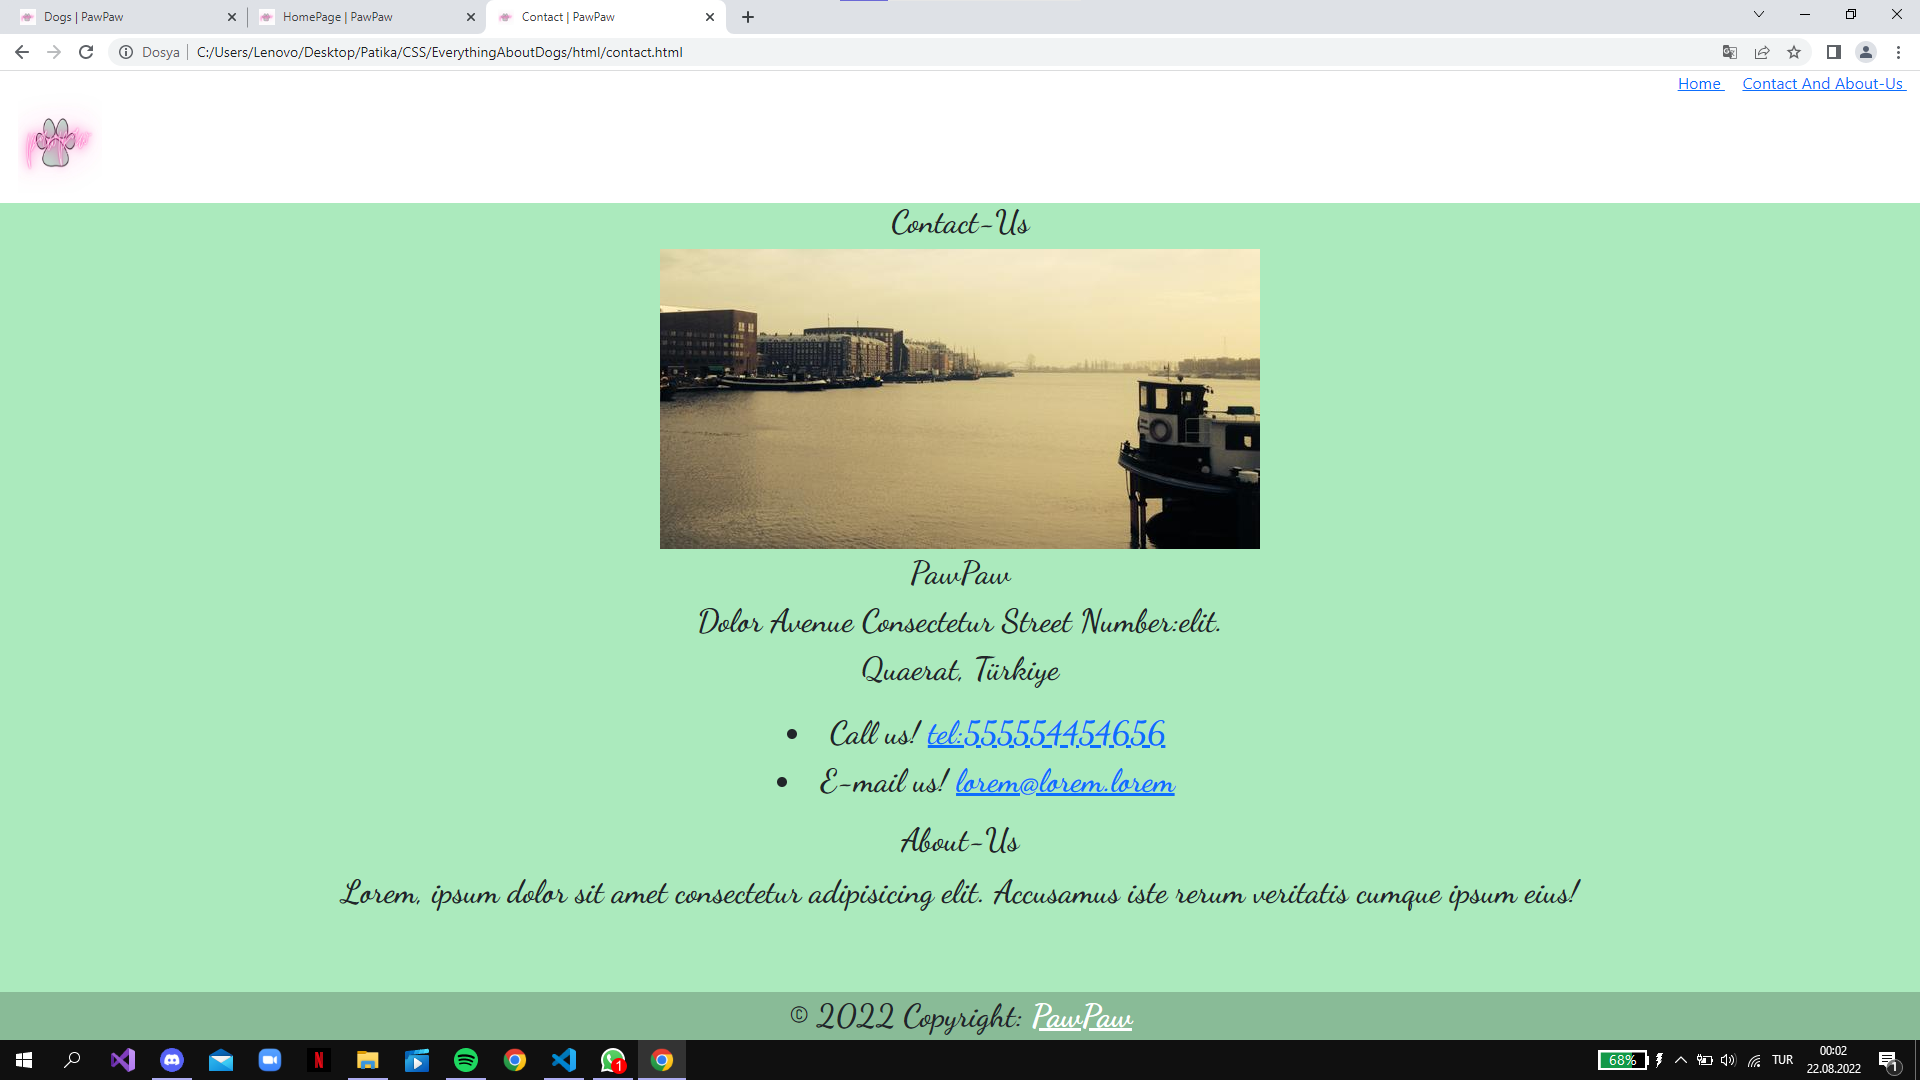 Dogs | PawPaw
HomePage | PawPaw
Contact | PawPaw
Dosya
C:/Users/Lenovo/Desktop/Patika/CSS/EverythingAboutDogs/html/contact.html
Home
Contact And About-Us
Contact-Us
PawPaw
Dolor Avenue Consectetur Street Number:elit.
Quaerat, Türkiye
• Call us! tel:555554454656
• E-mail us! lorem@lorem.lorem
About-Us
Lorem, ipsum dolor sit amet consectetur adipisicing elit. Accusamus iste rerum veritatis cumque ipsum eius!
© 2022 Copyright: PawPaw
N
1
68%
TUR
00:02
22.08.2022
1